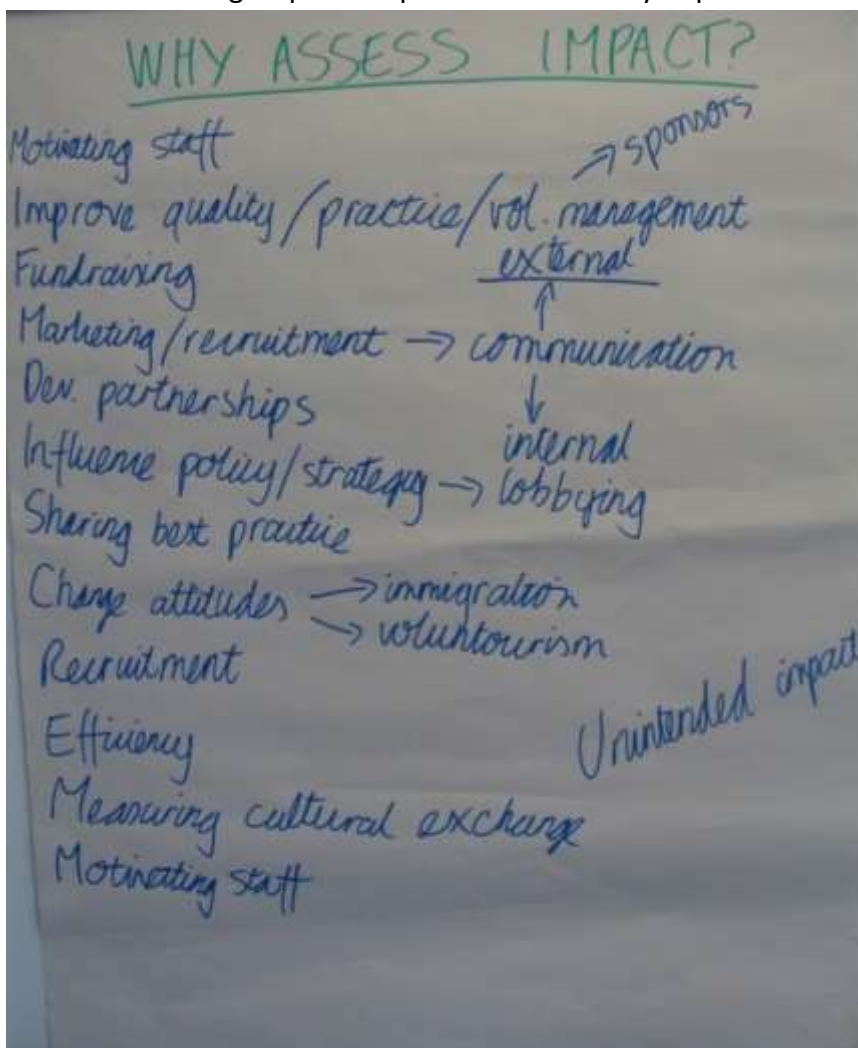 WHY ASSESS IMPACT?
Motivating staff
→ sponsors
Improve quality/practice/vol. management
Fundraising
external
↑
Marketing/recruitment → communication
↓
Dev. partnerships
internal
Influence policy/strategy → lobbying
Sharing best practice
Change attitudes → immigration
→ voluntourism
Recruitment
Unintended impact
Efficiency
Measuring cultural exchange
Motivating staff